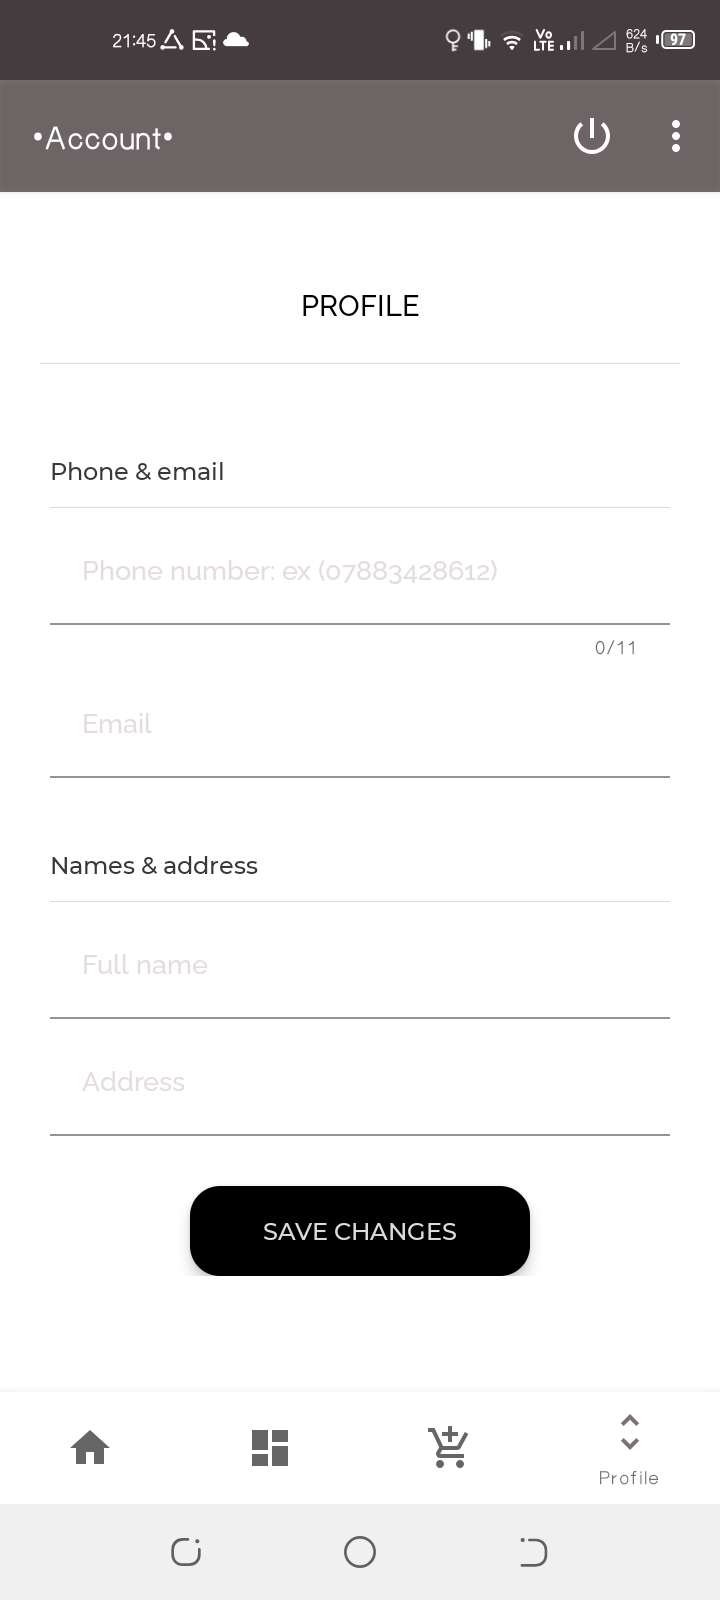 21:45 Vo LTE 624 B/s 97
•Account•
PROFILE
Phone & email
Phone number: ex (07883428612)
0/11
Email
Names & address
Full name
Address
SAVE CHANGES
Profile